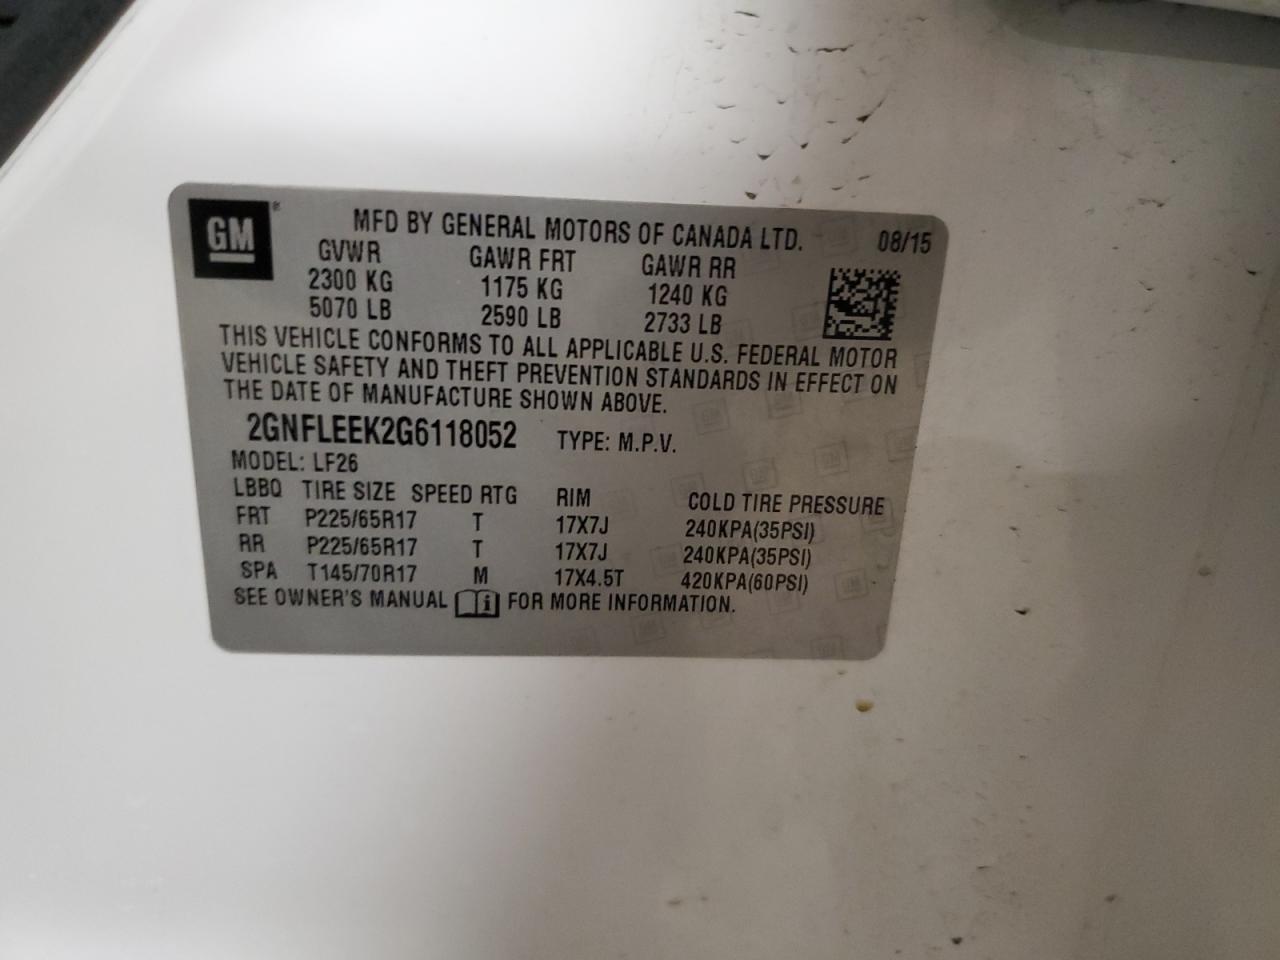 GM
MFD BY GENERAL MOTORS OF CANADA LTD. 08/15
GVWR GAWR FRT GAWR RR
2300 KG 1175 KG 1240 KG
5070 LB 2590 LB 2733 LB
THIS VEHICLE CONFORMS TO ALL APPLICABLE U.S. FEDERAL MOTOR
VEHICLE SAFETY AND THEFT PREVENTION STANDARDS IN EFFECT ON
THE DATE OF MANUFACTURE SHOWN ABOVE.
2GNFLEEK2G6118052 TYPE: M.P.V.
MODEL: LF26
LBBQ TIRE SIZE SPEED RTG RIM COLD TIRE PRESSURE
FRT P225/65R17 T 17X7J 240KPA(35PSI)
RR P225/65R17 T 17X7J 240KPA(35PSI)
SPA T145/70R17 M 17X4.5T 420KPA(60PSI)
SEE OWNER'S MANUAL i FOR MORE INFORMATION.